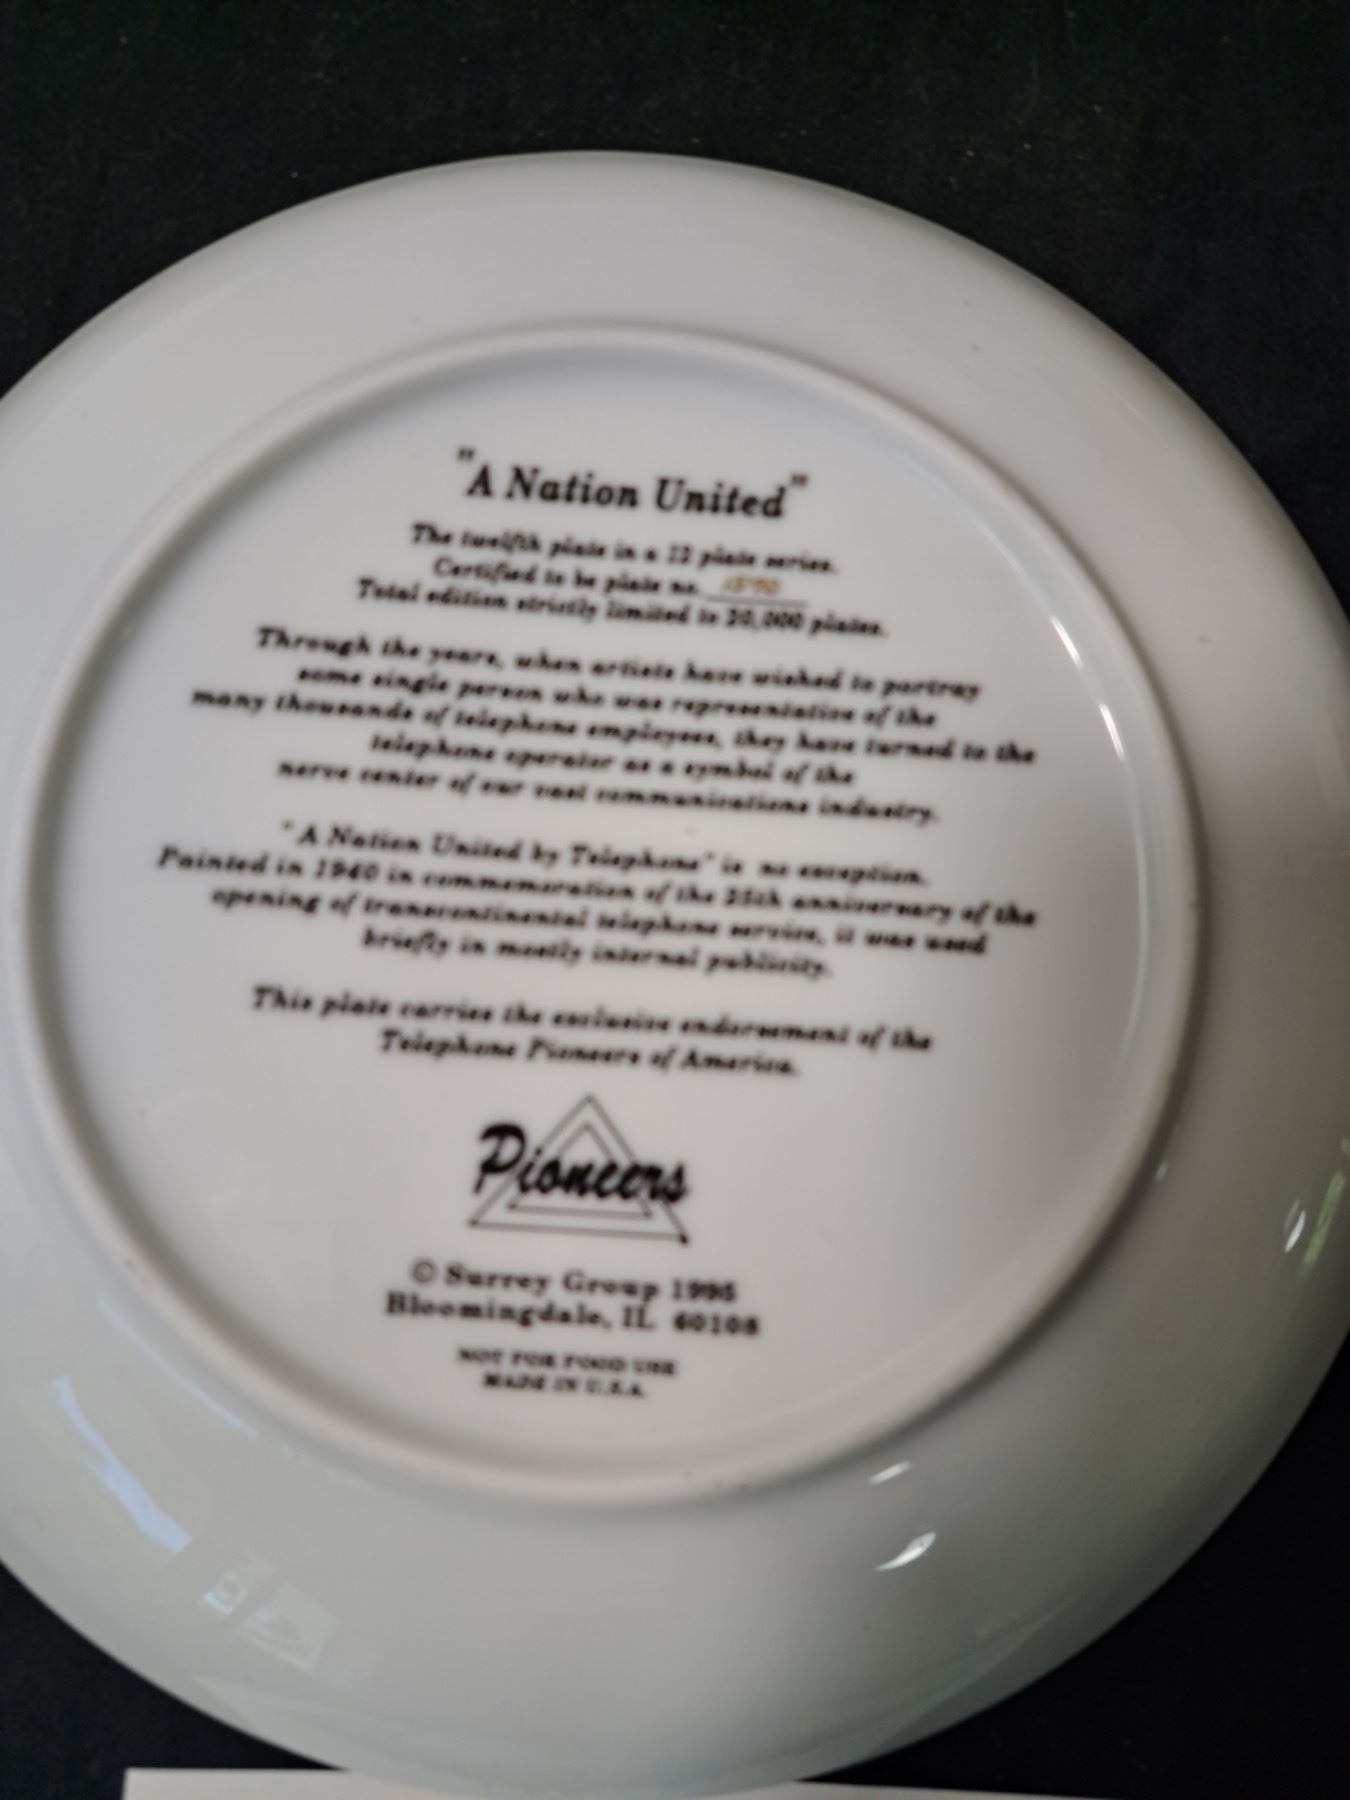 "A Nation United"
The twelfth plate in a 12 plate series.
Certified to be plate no.
Total edition strictly limited to 20,000 plates.
Through the years, when artists have wished to portray
some single person who was representative of the
many thousands of telephone employees, they have turned to the
telephone operator as a symbol of the
nerve center of our vast communications industry.
"A Nation United by Telephone" is no exception.
Painted in 1940 in commemoration of the 25th anniversary of the
opening of transcontinental telephone service, it was used
briefly in mostly internal publicity.
This plate carries the exclusive endorsement of the
Telephone Pioneers of America.
Pioneers
© Surrey Group 1995
Bloomingdale, IL 60108
NOT FOR FOOD USE
MADE IN U.S.A.